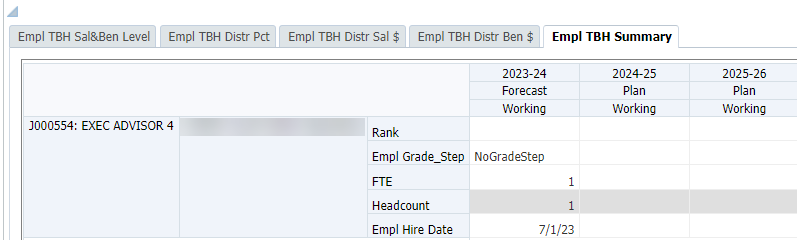 Empl TBH Sal&Ben Level Empl TBH Distr Pct Empl TBH Distr Sal $ Empl TBH Distr Ben $ Empl TBH Summary
2023-24 2024-25 2025-26
Forecast Plan Plan
Working Working Working
J000554: EXEC ADVISOR 4 Rank
Empl Grade_Step NoGradeStep
FTE 1
Headcount 1
Empl Hire Date 7/1/23